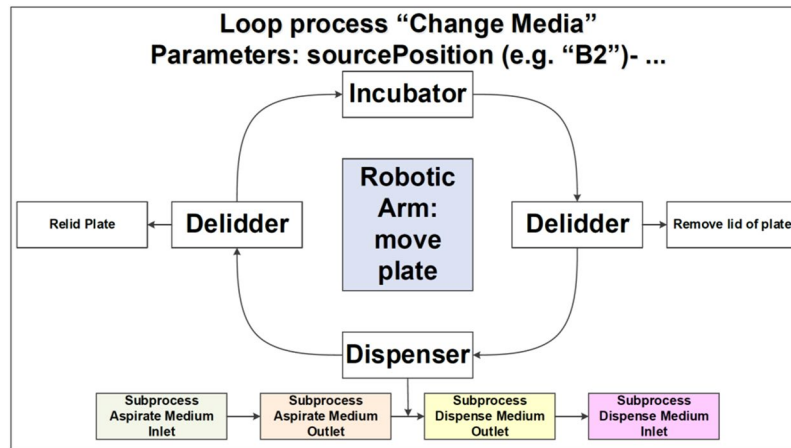 Loop process “Change Media”
Parameters: sourcePosition (e.g. “B2”)- ...
Incubator
Robotic
Arm:
move
plate
Relid Plate
Delidder
Delidder
Remove lid of plate
Dispenser
Subprocess
Aspirate Medium
Inlet
Subprocess
Aspirate Medium
Outlet
Subprocess
Dispense Medium
Outlet
Subprocess
Dispense Medium
Inlet